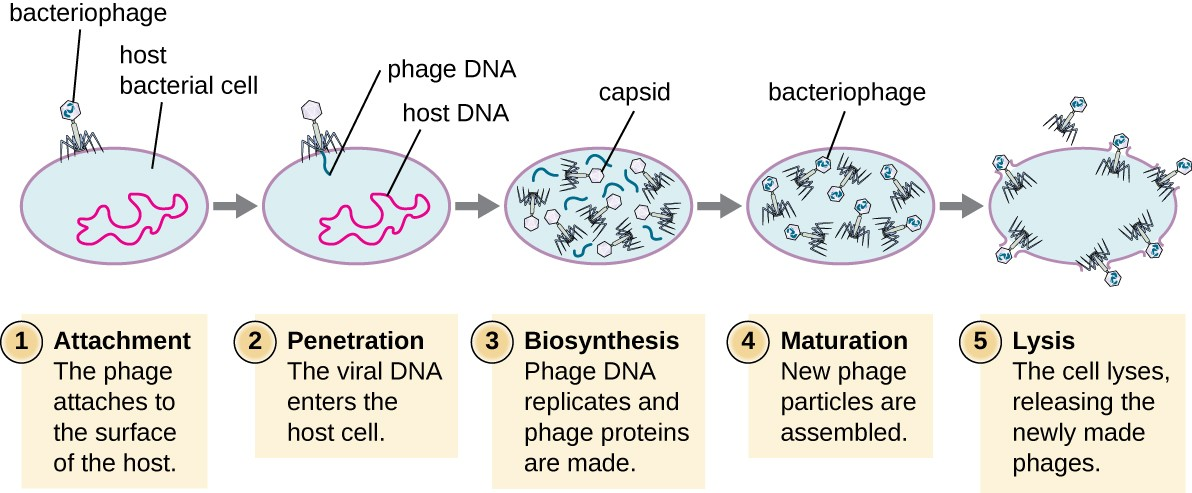 bacteriophage
host
bacterial cell
phage DNA
host DNA
capsid
bacteriophage
1 Attachment
The phage
attaches to
the surface
of the host.
2 Penetration
The viral DNA
enters the
host cell.
3 Biosynthesis
Phage DNA
replicates and
phage proteins
are made.
4 Maturation
New phage
particles are
assembled.
5 Lysis
The cell lyses,
releasing the
newly made
phages.